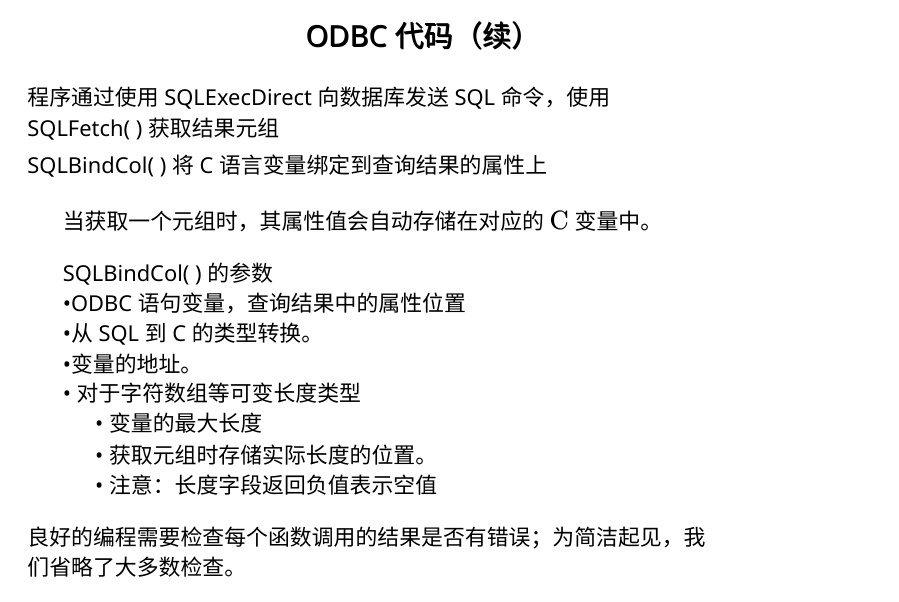 ODBC 代码（续）
程序通过使用 SQLExecDirect 向数据库发送 SQL 命令，使用
SQLFetch( ) 获取结果元组
SQLBindCol( ) 将 C 语言变量绑定到查询结果的属性上
当获取一个元组时，其属性值会自动存储在对应的 C 变量中。
SQLBindCol( ) 的参数
•ODBC 语句变量，查询结果中的属性位置
•从 SQL 到 C 的类型转换。
•变量的地址。
• 对于字符数组等可变长度类型
• 变量的最大长度
• 获取元组时存储实际长度的位置。
• 注意：长度字段返回负值表示空值
良好的编程需要检查每个函数调用的结果是否有错误；为简洁起见，我
们省略了大多数检查。